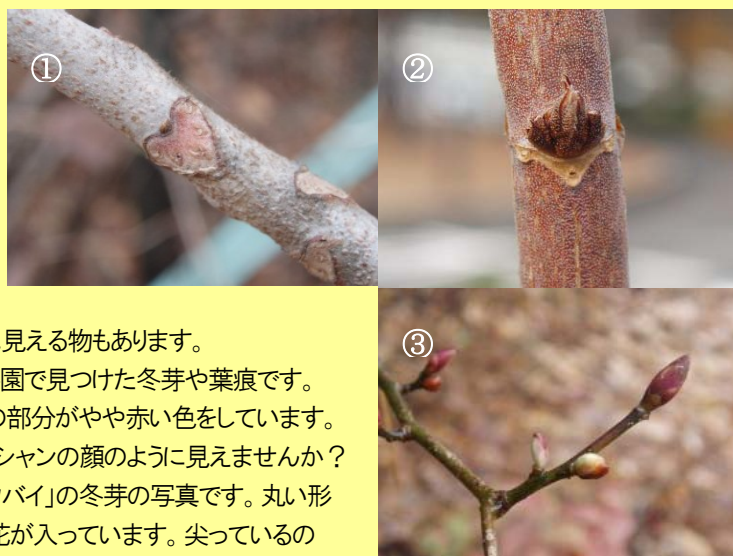 ①
②
③
見える物もあります。
園で見つけた冬芽や葉痕です。
の部分がやや赤い色をしています。
シャンの顔のように見えませんか？
バイ」の冬芽の写真です。丸い形
花が入っています。尖っているの